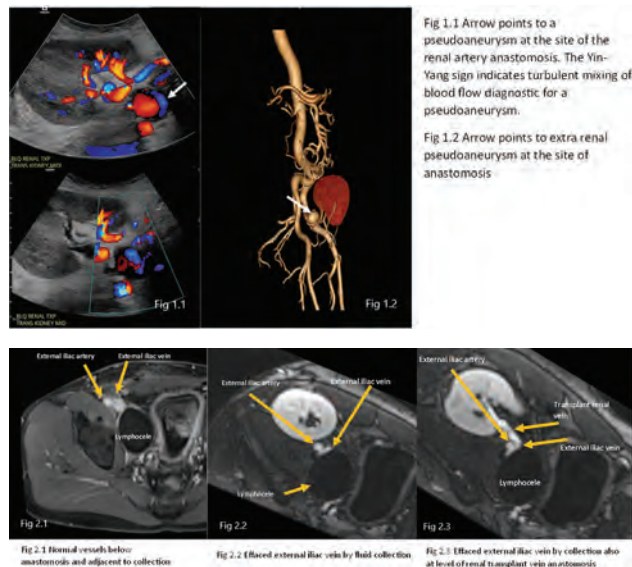 Fig 1.1 Arrow points to a
pseudoaneurysm at the site of the
renal artery anastomosis. The Yin-
Yang sign indicates turbulent mixing of
blood flow diagnostic for a
pseudoaneurysm.
Fig 1.2 Arrow points to extra renal
pseudoaneurysm at the site of
anastomosis
BLQ RENAL TXP
TRANS KIDNEY MID
Fig 1.1
Fig 1.2
BLQ RENAL TXP
TRANS KIDNEY MID
External iliac artery
External iliac vein
Lymphocele
Fig 2.1
External iliac artery
External iliac vein
Lymphocele
Fig 2.2
External iliac artery
Transplant renal
vein
External iliac vein
Lymphocele
Fig 2.3
Fig 2.1 Normal vessels below
anastomosis and adjacent to collection
Fig 2.2 Effaced external iliac vein by fluid collection
Fig 2.3 Effaced external iliac vein by collection also
at level of renal transplant vein anastomosis